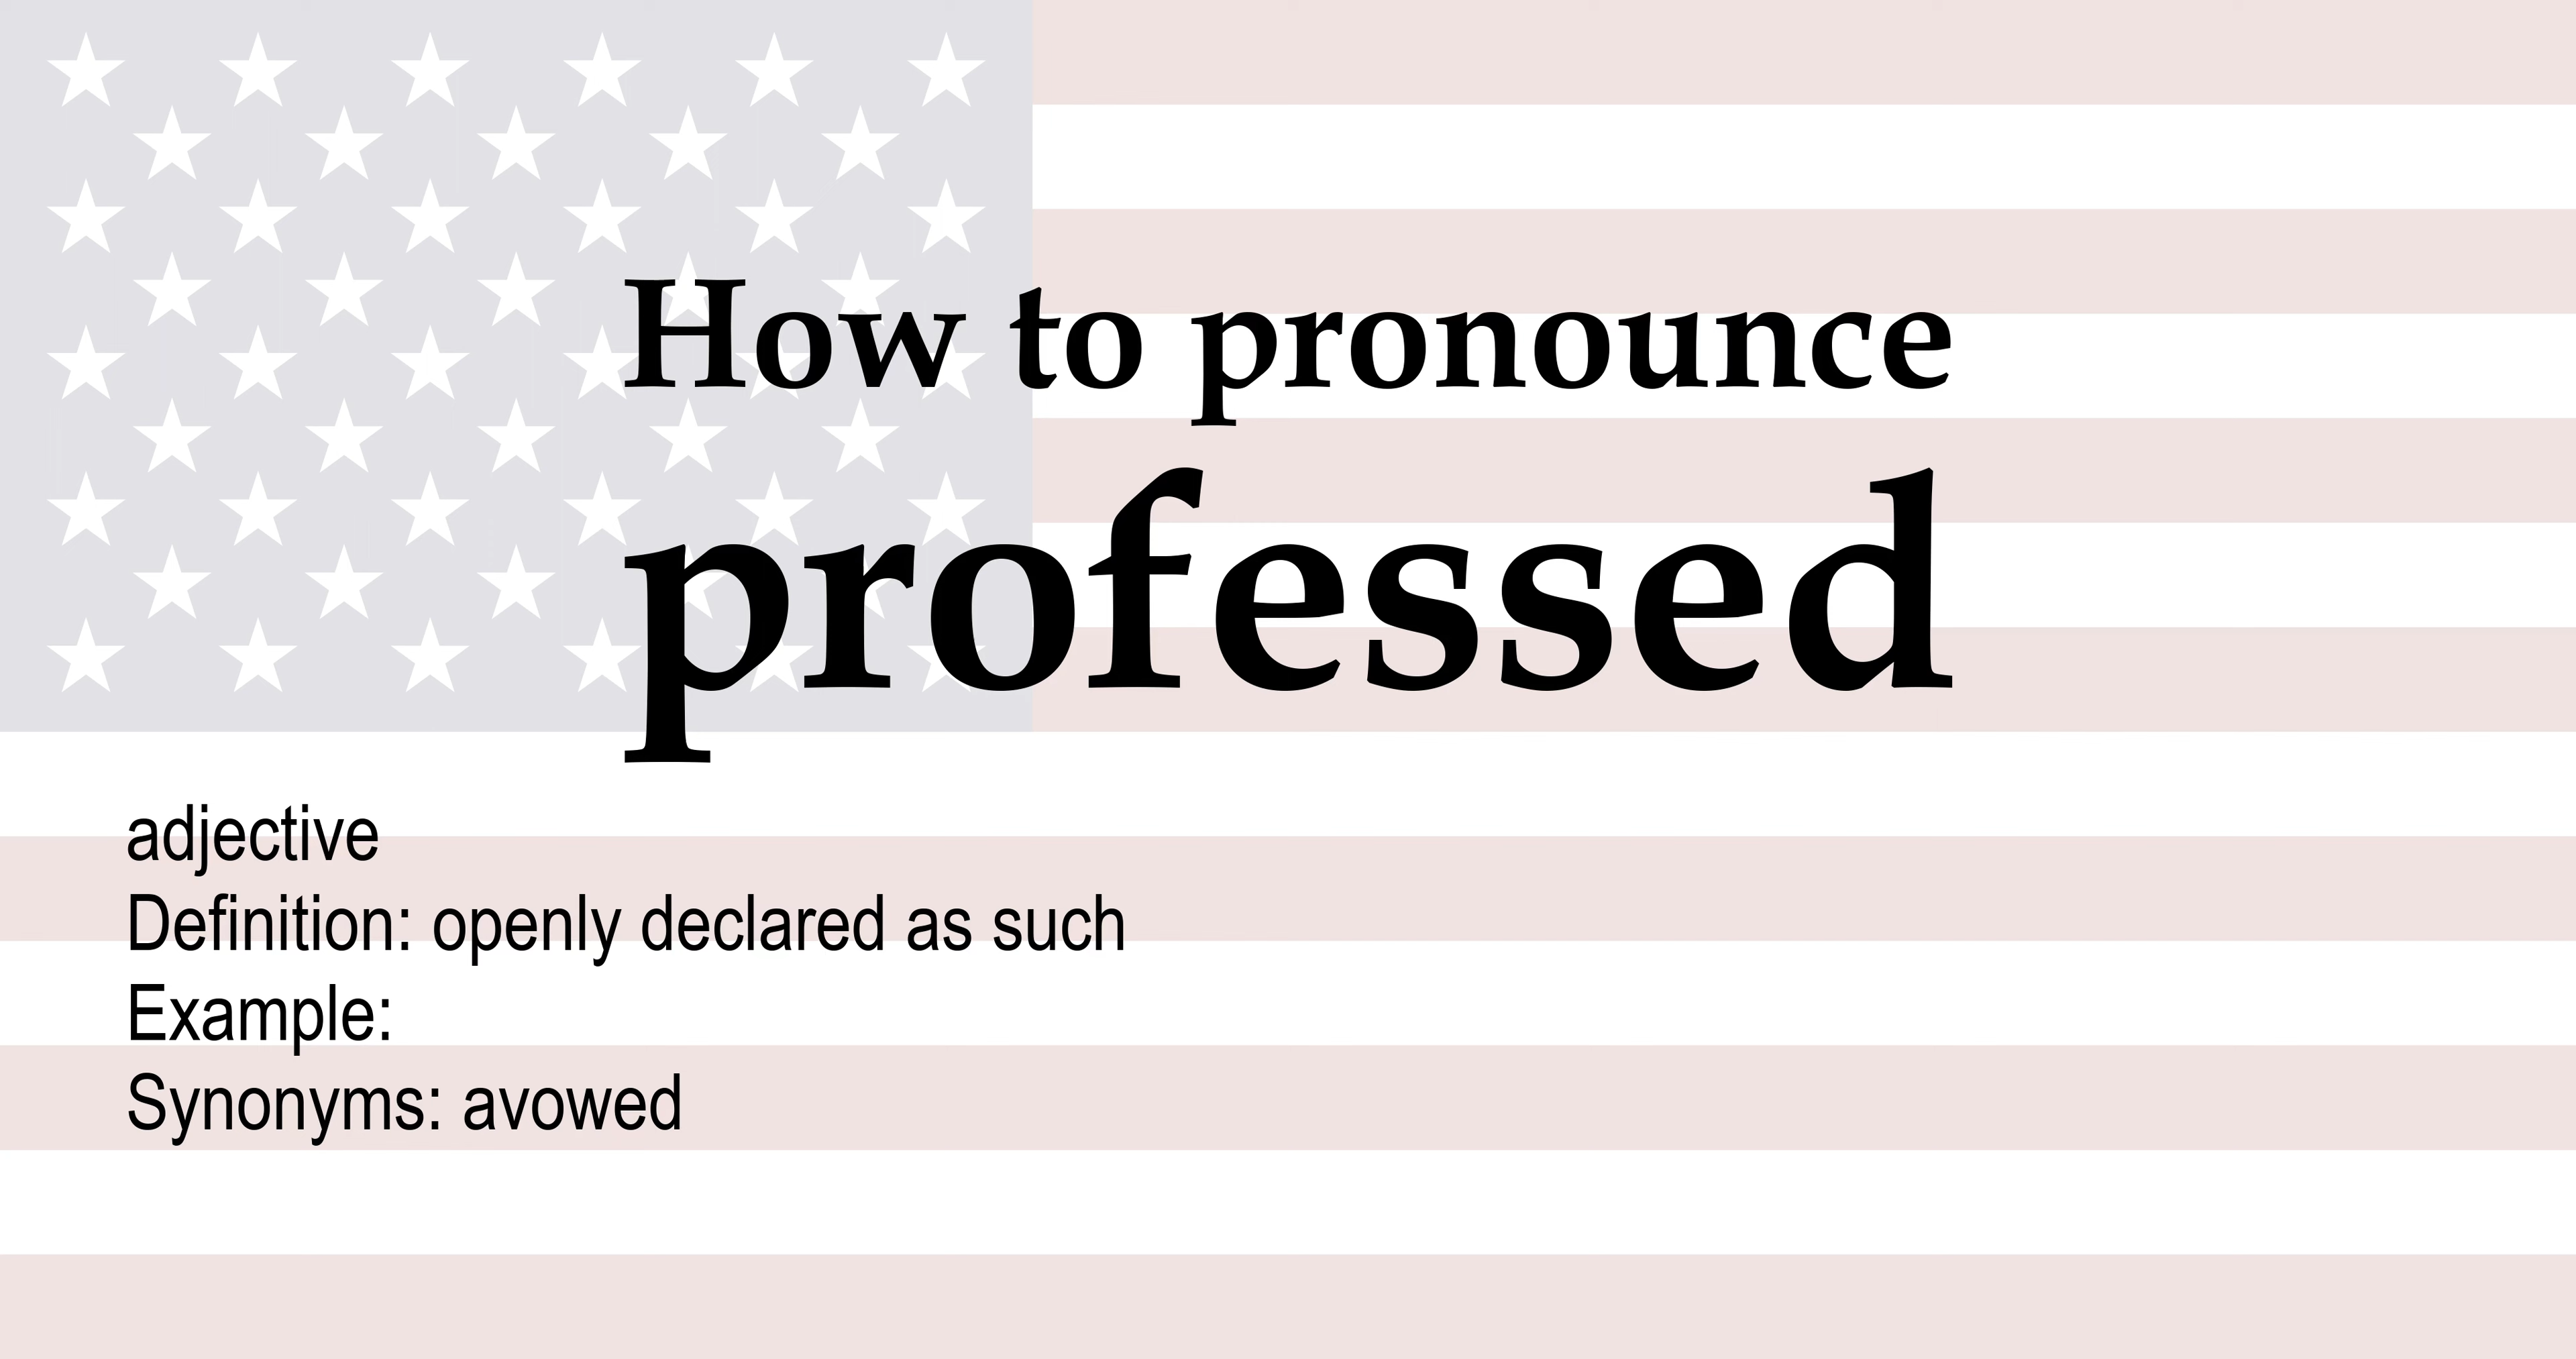 How to pronounce
professed
adjective
Definition: openly declared as such
Example:
Synonyms: avowed